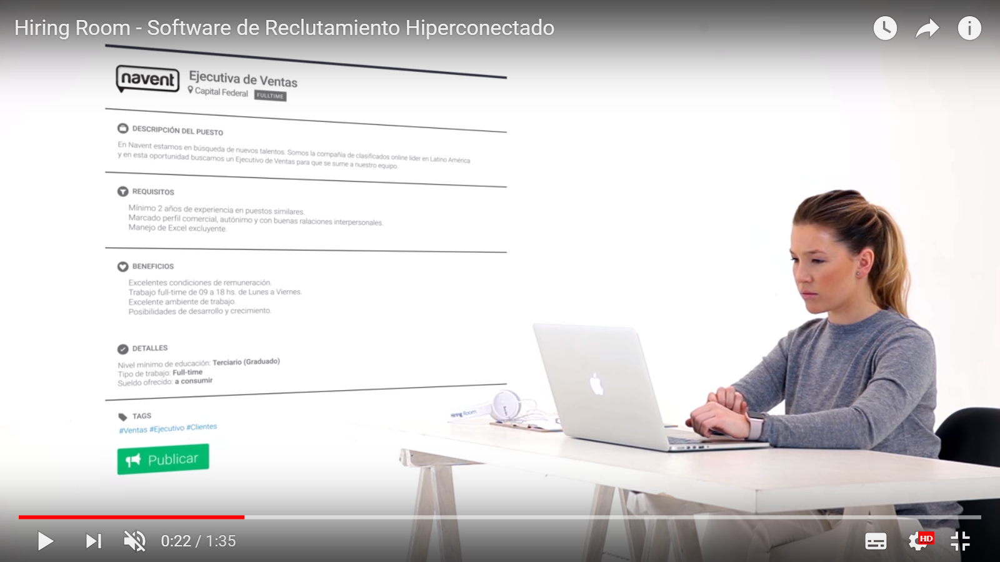 Hiring Room - Software de Reclutamiento Hiperconectado
navent
Ejecutiva de Ventas
Capital Federal FULLTIME
DESCRIPCIÓN DEL PUESTO
En Navent estamos en búsqueda de nuevos talentos. Somos la compañía de clasificados online lider en Latino América
y en esta oportunidad buscamos un Ejecutivo de Ventas para que se sume a nuestro equipo.
REQUISITOS
Mínimo 2 años de experiencia en puestos similares.
Marcado perfil comercial, autónimo y con buenas ralaciones interpersonales.
Manejo de Excel excluyente.
BENEFICIOS
Excelentes condiciones de remuneración.
Trabajo full-time de 09 a 18 hs. de Lunes a Viernes.
Excelente ambiente de trabajo.
Posibilidades de desarrollo y crecimiento.
DETALLES
Nivel mínimo de educación: Terciario (Graduado)
Tipo de trabajo: Full-time
Sueldo ofrecido: a consumir
TAGS
#Ventas #Ejecutivo #Clientes
Publicar
Hiring Room
0:22 / 1:35
HD